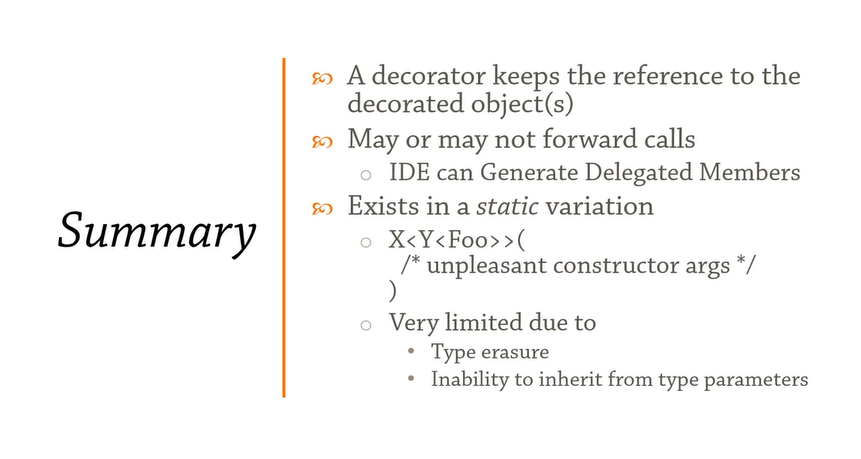 Summary
A decorator keeps the reference to the
decorated object(s)
May or may not forward calls
IDE can Generate Delegated Members
Exists in a static variation
X<Y<Foo>>(
/* unpleasant constructor args */
)
Very limited due to
Type erasure
Inability to inherit from type parameters